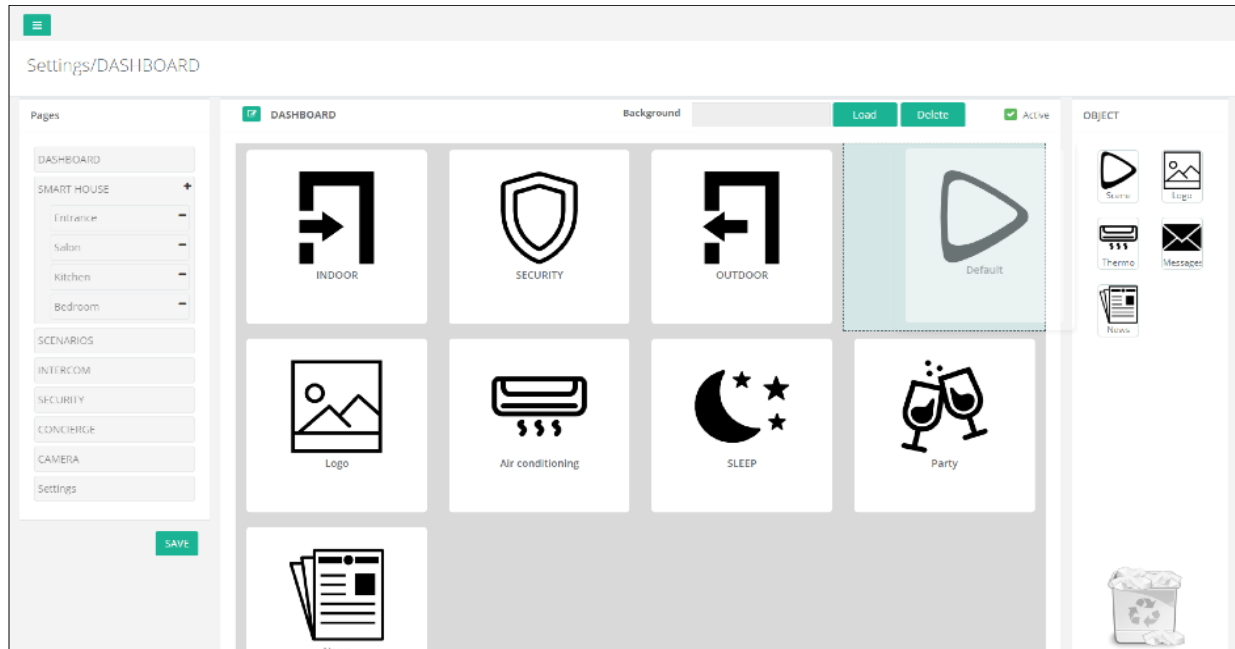 Settings/DASHBOARD
Pages
DASHBOARD
SMART HOUSE
Entrance
Salon
Kitchen
Bedroom
SCENARIOS
INTERCOM
SECURITY
CONCIERGE
CAMERA
Settings
SAVE
DASHBOARD
Background
Load
Delete
Active
INDOOR
SECURITY
OUTDOOR
Default
Logo
Air conditioning
SLEEP
Party
OBJECT
Scene
Logo
Thermo
Messages
News